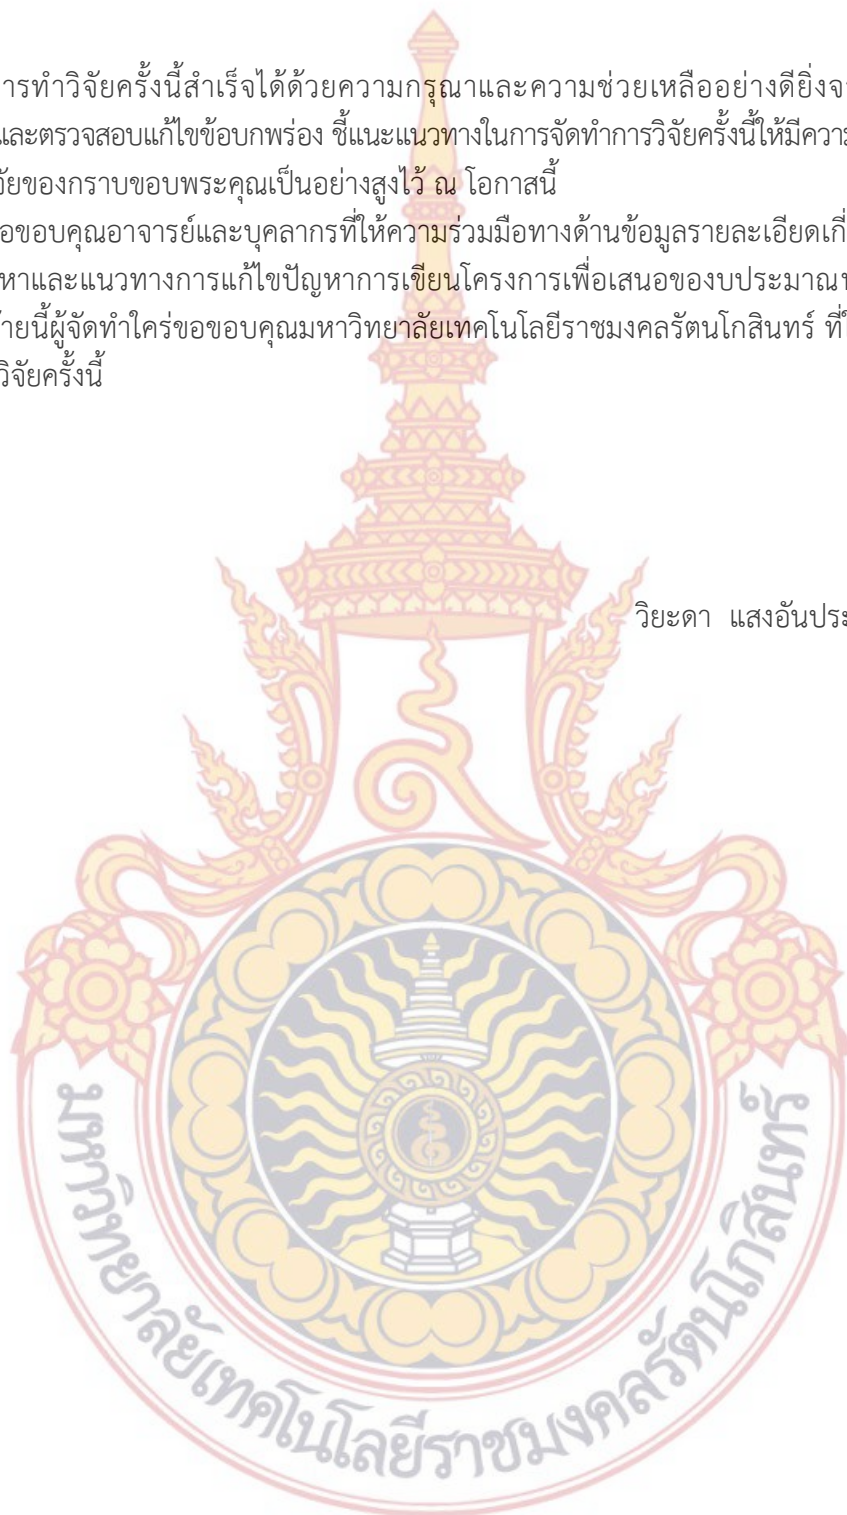 ารทำวิจัยครั้งนี้สำเร็จได้ด้วยความกรุณาและความช่วยเหลืออย่างดียิ่งจา
และตรวจสอบแก้ไขข้อบกพร่อง ชี้แนะแนวทางในการจัดทำการวิจัยครั้งนี้ให้มีความ
จัยของกราบขอบพระคุณเป็นอย่างสูงไว้ ณ โอกาสนี้
อขอบคุณอาจารย์และบุคลากรที่ให้ความร่วมมือทางด้านข้อมูลรายละเอียดเกี่
หาและแนวทางการแก้ไขปัญหาการเขียนโครงการเพื่อเสนอของบประมาณ
ายนี้ผู้จัดทำใคร่ขอขอบคุณมหาวิทยาลัยเทคโนโลยีราชมงคลรัตนโกสินทร์ ที่
วิจัยครั้งนี้
วิยะดา แสงอันประ
มหาวิทยาลัยเทคโนโลยีราชมงคลรัตนโกสินทร์